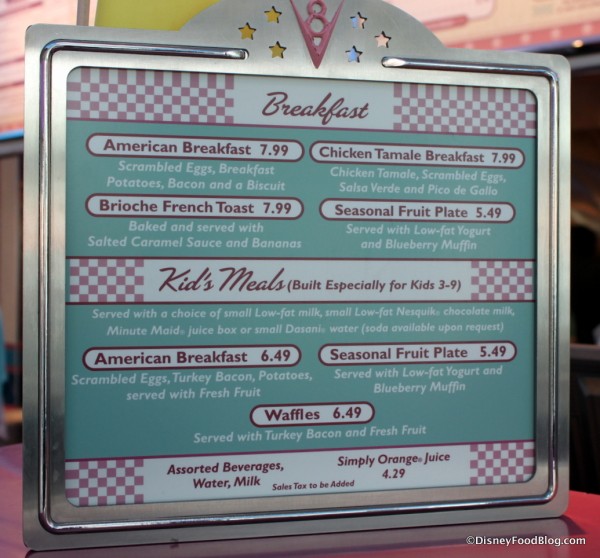 V8
Breakfast
American Breakfast 7.99
Scrambled Eggs, Breakfast
Potatoes, Bacon and a Biscuit
Chicken Tamale Breakfast 7.99
Chicken Tamale, Scrambled Eggs,
Salsa Verde and Pico de Gallo
Brioche French Toast 7.99
Baked and served with
Salted Caramel Sauce and Bananas
Seasonal Fruit Plate 5.49
Served with Low-fat Yogurt
and Blueberry Muffin
Kid's Meals (Built Especially for Kids 3-9)
Served with a choice of small Low-fat milk, small Low-fat Nesquik® chocolate milk,
Minute Maid® juice box or small Dasani® water (soda available upon request)
American Breakfast 6.49
Scrambled Eggs, Turkey Bacon, Potatoes,
served with Fresh Fruit
Seasonal Fruit Plate 5.49
Served with Low-fat Yogurt and
Blueberry Muffin
Waffles 6.49
Served with Turkey Bacon and Fresh Fruit
Assorted Beverages,
Water, Milk
Simply Orange® Juice
4.29
Sales Tax to be Added
©DisneyFoodBlog.com